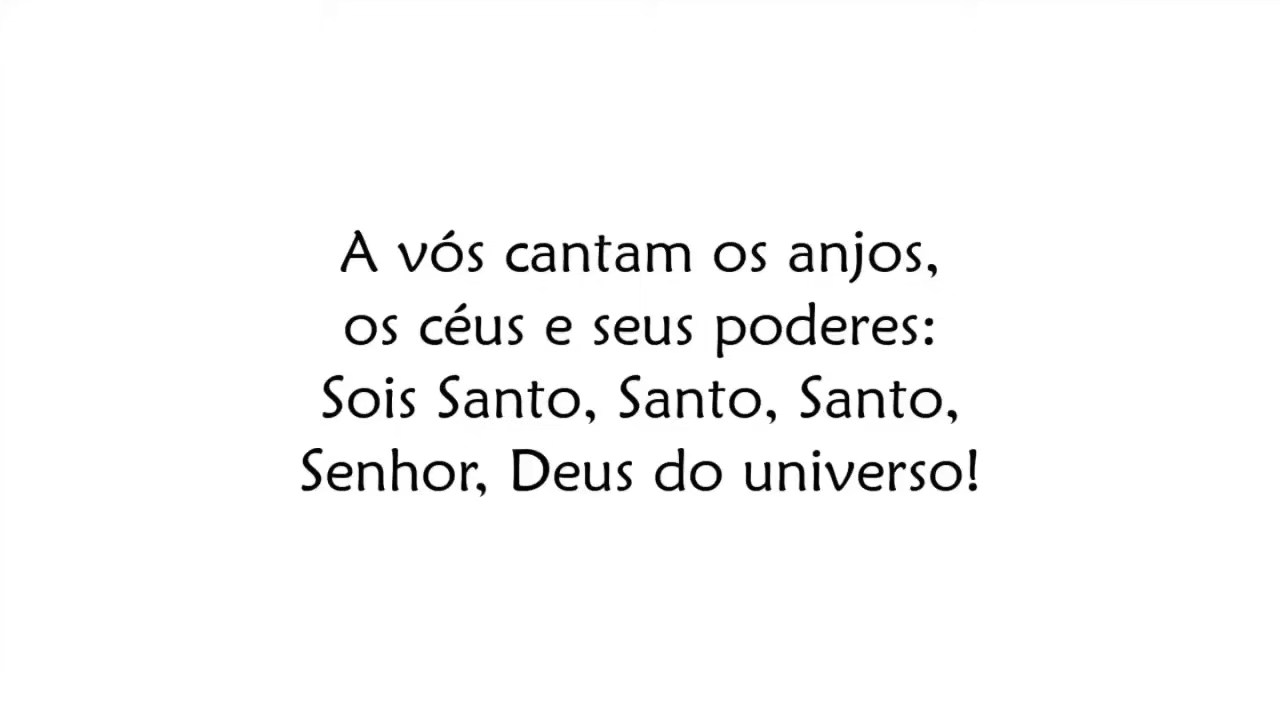 A vós cantam os anjos,
os céus e seus poderes:
Sois Santo, Santo, Santo,
Senhor, Deus do universo!